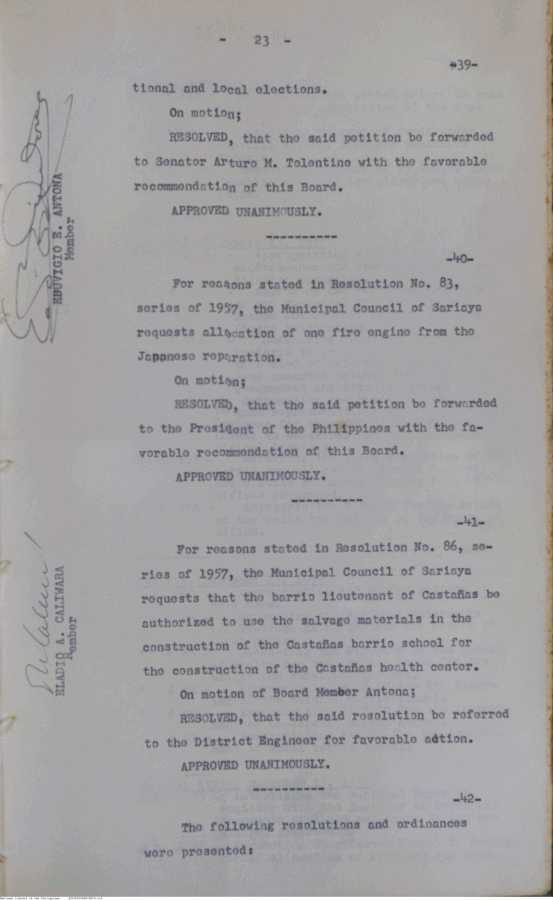 - 23 -
-39-
tional and local elections.
On motion;
RESOLVED, that the said petition be forwarded
to Senator Arturo M. Tolentino with the favorable
recommendation of this Board.
APPROVED UNANIMOUSLY.
----------
-40-
For reasons stated in Resolution No. 83,
series of 1957, the Municipal Council of Sariaya
requests allocation of one fire engine from the
Japanese reparation.
On motion;
RESOLVED, that the said petition be forwarded
to the President of the Philippines with the fa-
vorable recommendation of this Board.
APPROVED UNANIMOUSLY.
----------
-41-
For reasons stated in Resolution No. 86, se-
ries of 1957, the Municipal Council of Sariaya
requests that the barrio lieutenant of Castañas be
authorized to use the salvage materials in the
construction of the Castañas barrio school for
the construction of the Castañas health center.
On motion of Board Member Antona;
RESOLVED, that the said resolution be referred
to the District Engineer for favorable action.
APPROVED UNANIMOUSLY.
----------
-42-
The following resolutions and ordinances
were presented:
EDUVIGIO E. ANTONA
Member
ELADIO A. CALIWARA
Member